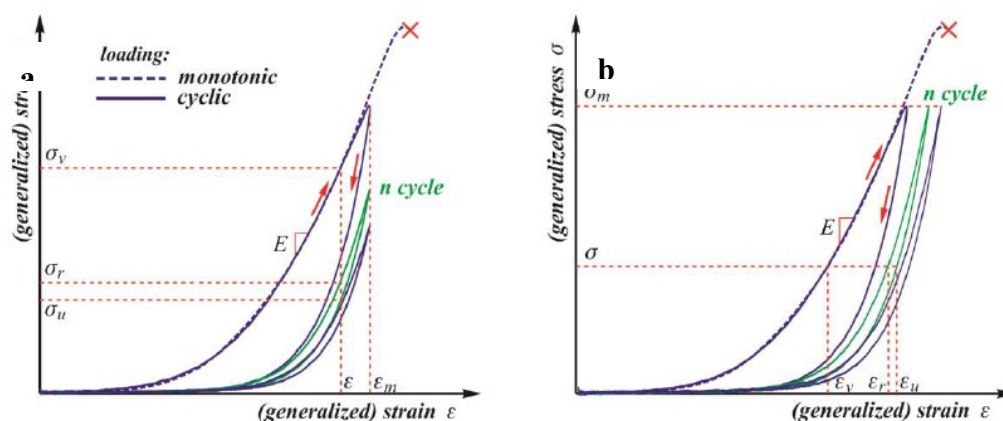 a
loading:
monotonic
cyclic
(generalized) stre
σv
σr
σu
E
n cycle
ε
εm
(generalized) strain ε
b
(generalized) stress σ
σm
σ
E
n cycle
εv
εr
εu
(generalized) strain ε